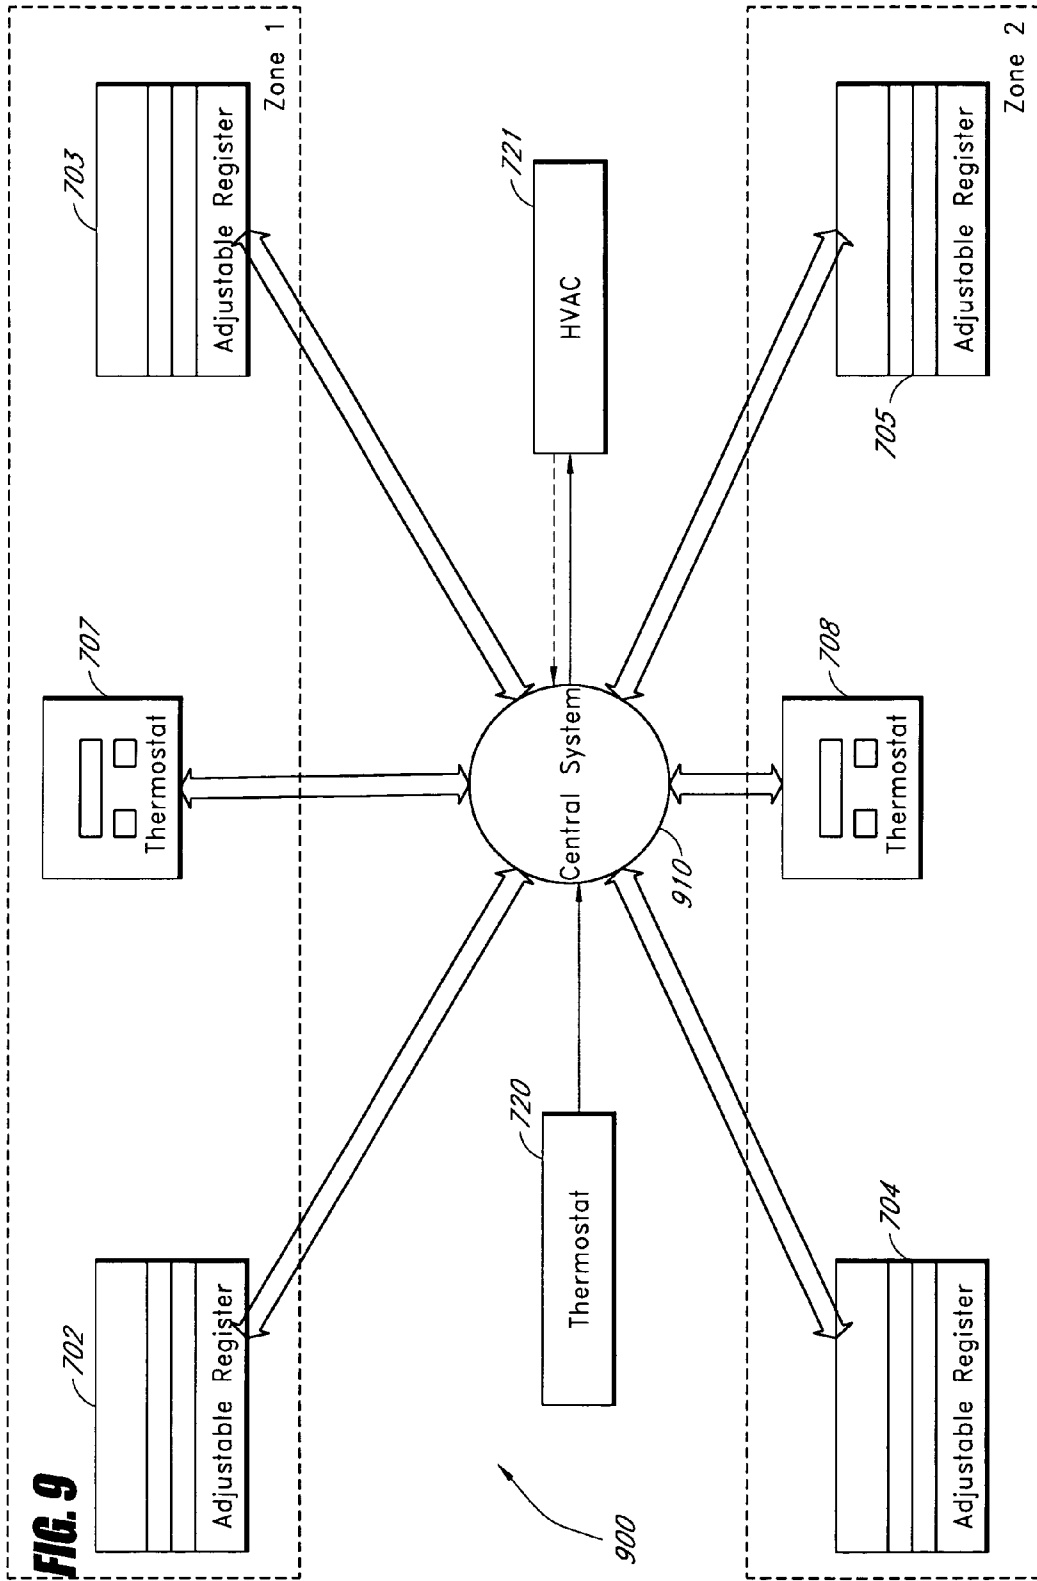 FIG. 9
702
Adjustable Register
707
Thermostat
703
Adjustable Register
Zone 1
900
720
Thermostat
Central System
910
721
HVAC
704
Adjustable Register
708
Thermostat
705
Adjustable Register
Zone 2